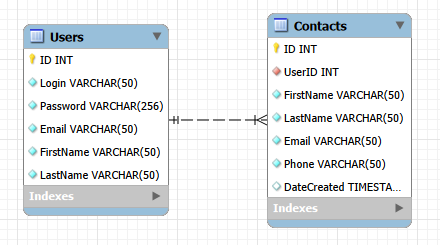 Users
ID INT
Login VARCHAR(50)
Password VARCHAR(256)
Email VARCHAR(50)
FirstName VARCHAR(50)
LastName VARCHAR(50)
Indexes
Contacts
ID INT
UserID INT
FirstName VARCHAR(50)
LastName VARCHAR(50)
Email VARCHAR(50)
Phone VARCHAR(50)
DateCreated TIMESTA...
Indexes